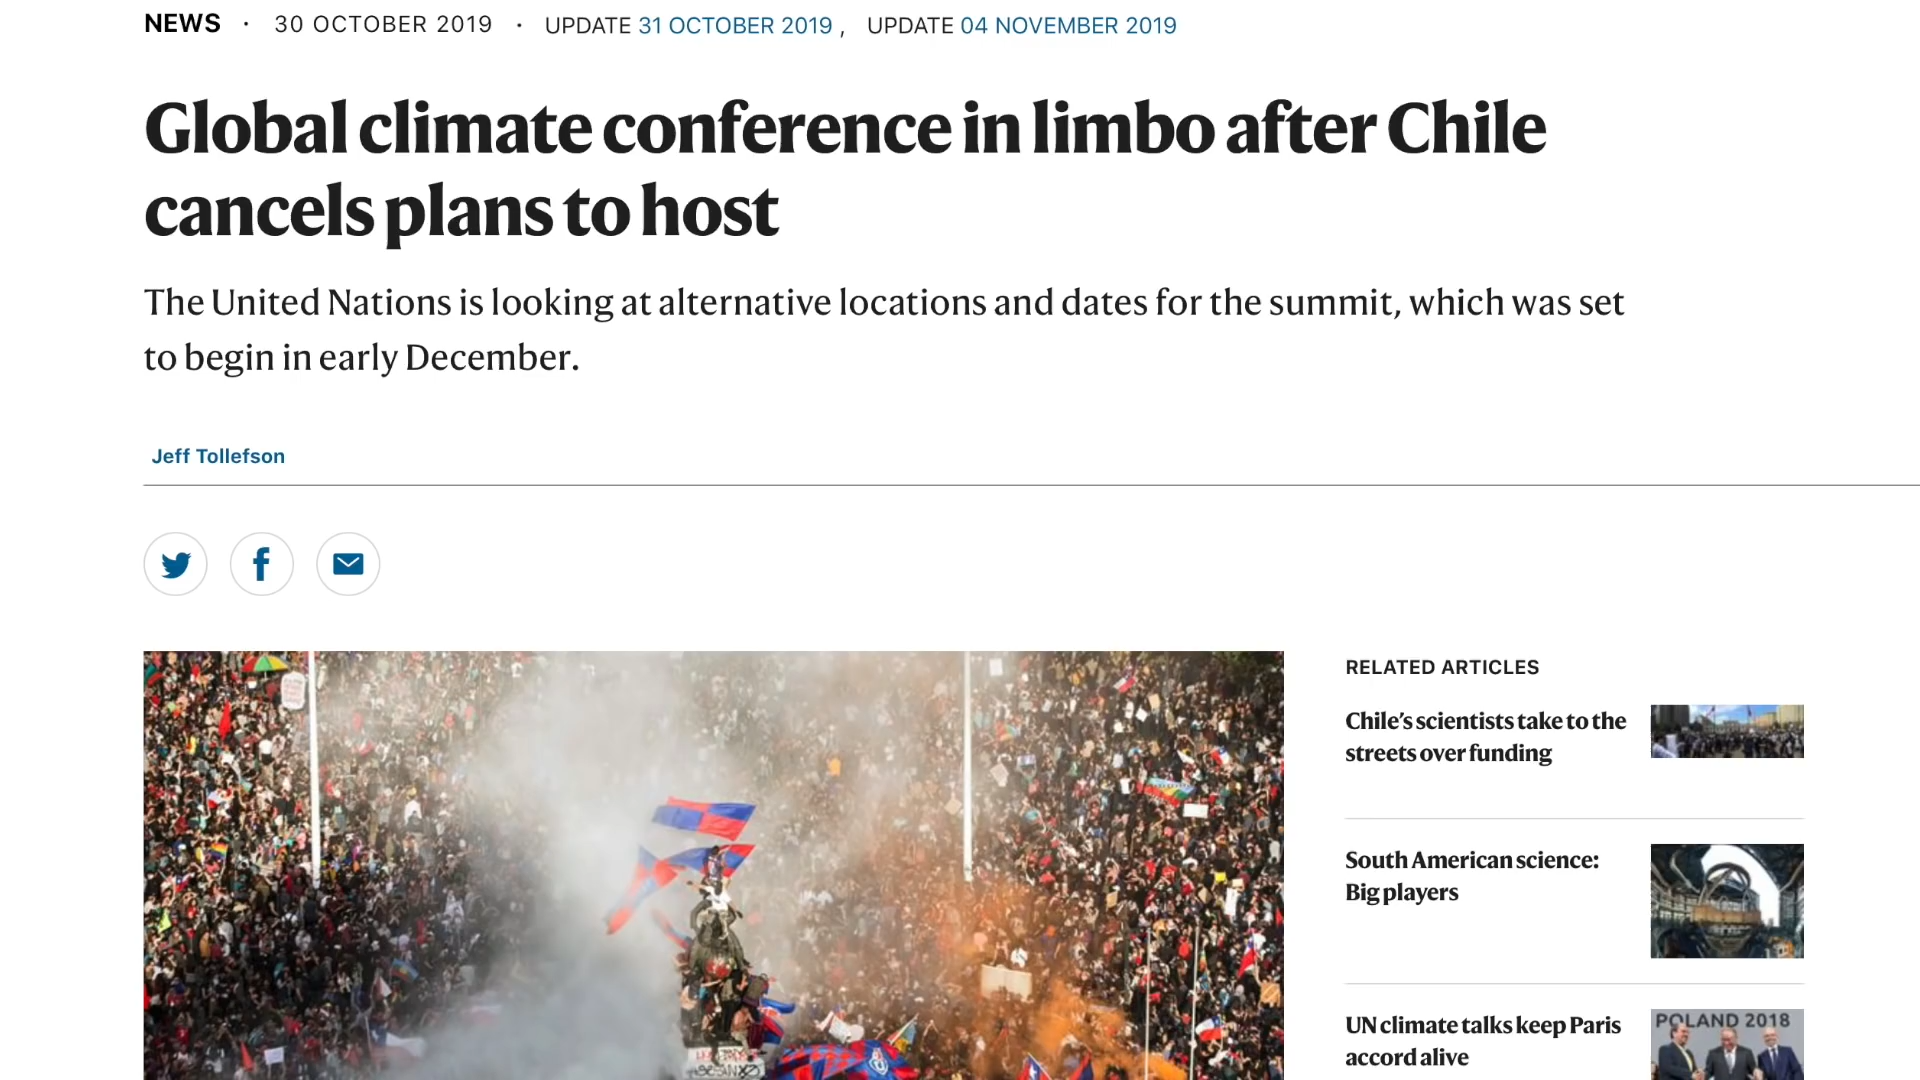 NEWS · 30 OCTOBER 2019 · UPDATE 31 OCTOBER 2019 , UPDATE 04 NOVEMBER 2019
Global climate conference in limbo after Chile
cancels plans to host
The United Nations is looking at alternative locations and dates for the summit, which was set
to begin in early December.
Jeff Tollefson
RELATED ARTICLES
Chile’s scientists take to the
streets over funding
South American science:
Big players
UN climate talks keep Paris
accord alive
POLAND 2018